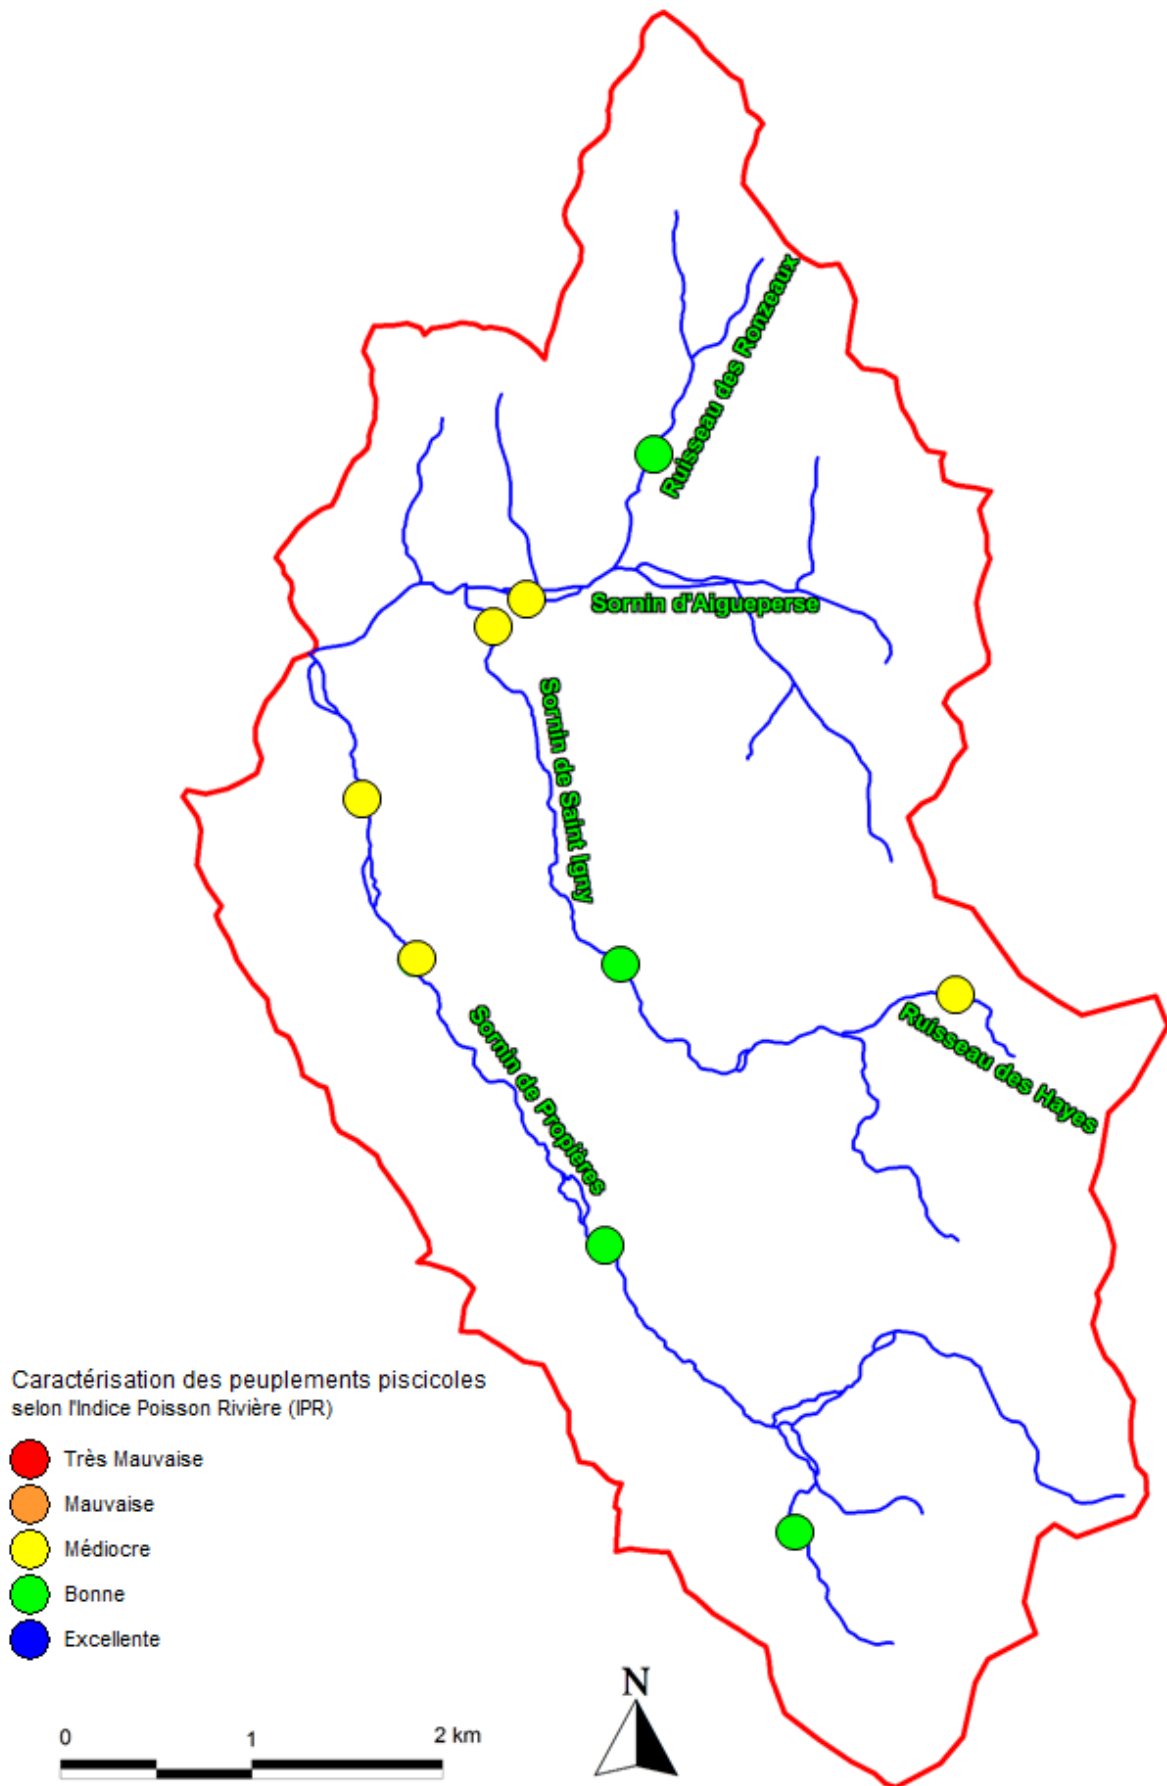 Ruisseau des Ronzeaux
Sornin d'Aigueperse
Sornin de Saint Igny
Ruisseau des Hayes
Sornin de Propières
Caractérisation des peuplements piscicoles
selon l'Indice Poisson Rivière (IPR)
Très Mauvaise
Mauvaise
Médiocre
Bonne
Excellente
N
0 1 2 km